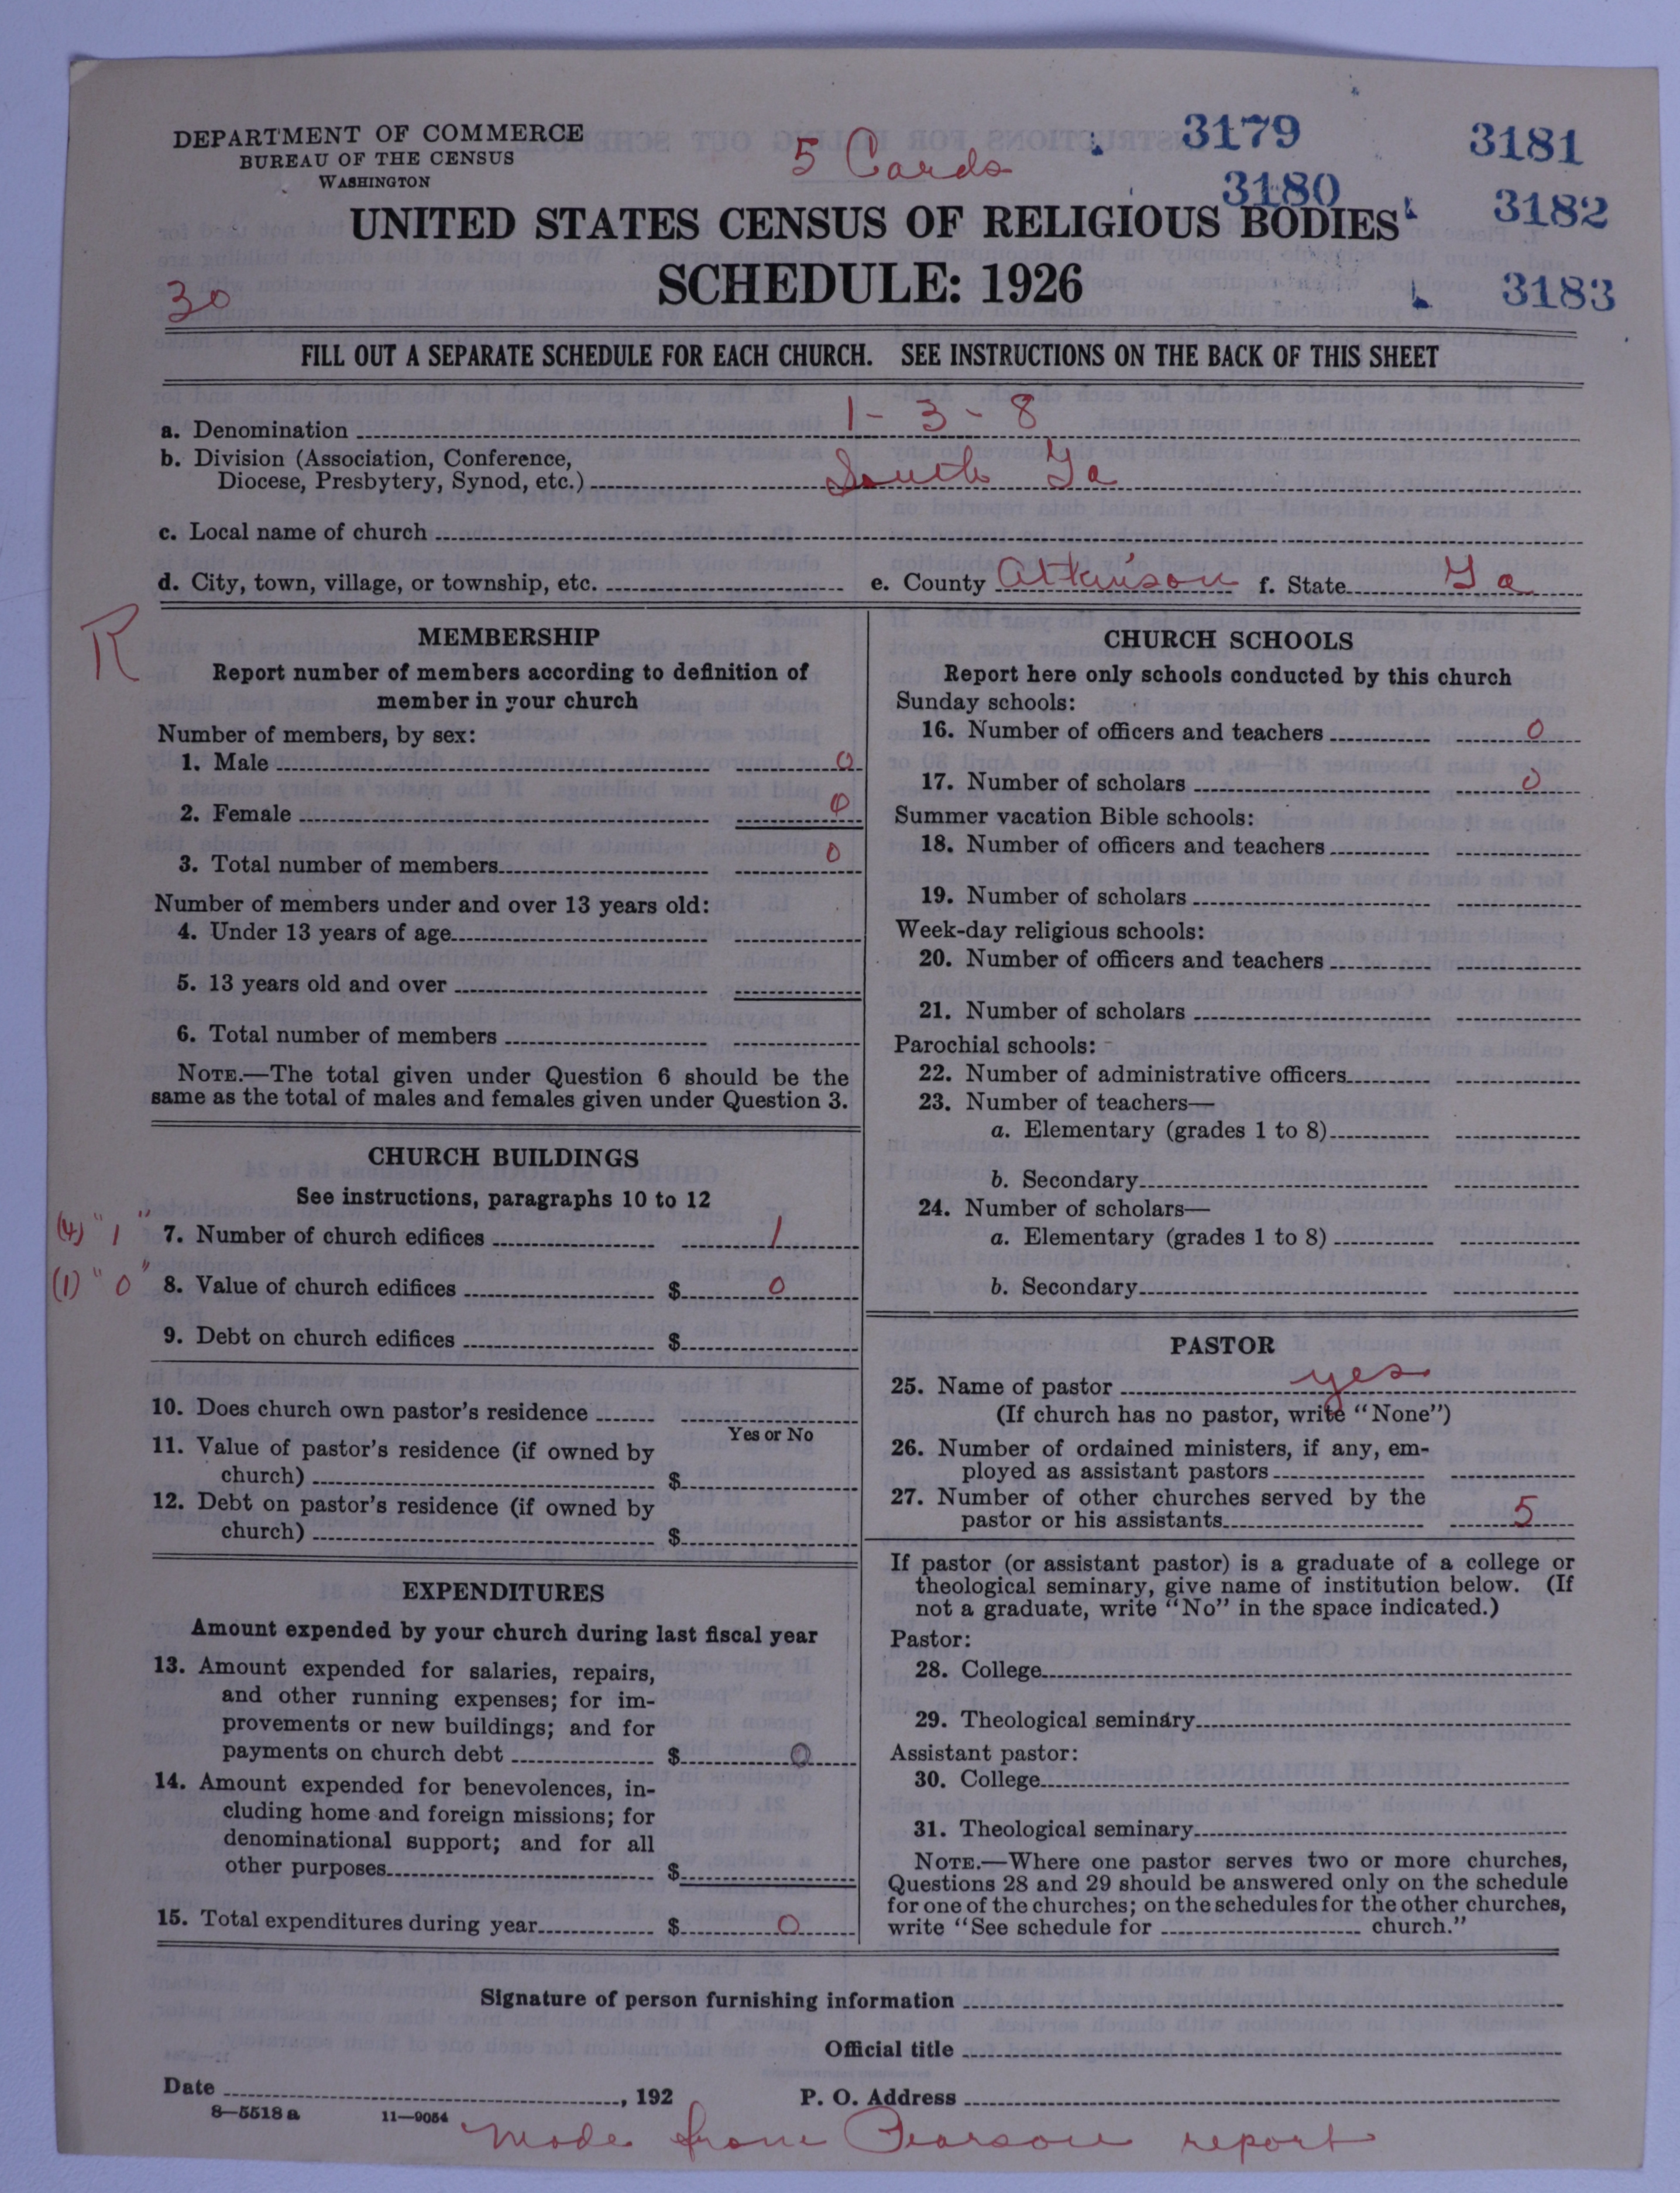 DEPARTMENT OF COMMERCE
BUREAU OF THE CENSUS
WASHINGTON
5 Cards
3179
3180
3181
3182
3183
UNITED STATES CENSUS OF RELIGIOUS BODIES
SCHEDULE: 1926
30
FILL OUT A SEPARATE SCHEDULE FOR EACH CHURCH. SEE INSTRUCTIONS ON THE BACK OF THIS SHEET
a. Denomination 1-3-8
b. Division (Association, Conference,
Diocese, Presbytery, Synod, etc.) South Ga
c. Local name of church
d. City, town, village, or township, etc. e. County Atkinson f. State Ga
R
MEMBERSHIP
Report number of members according to definition of
member in your church
Number of members, by sex:
1. Male 0
2. Female 0
3. Total number of members 0
Number of members under and over 13 years old:
4. Under 13 years of age
5. 13 years old and over
6. Total number of members
NOTE.—The total given under Question 6 should be the
same as the total of males and females given under Question 3.
CHURCH BUILDINGS
See instructions, paragraphs 10 to 12
(4) "1" 7. Number of church edifices 1
(1) "0" 8. Value of church edifices $ 0
9. Debt on church edifices $
10. Does church own pastor's residence
Yes or No
11. Value of pastor's residence (if owned by
church) $
12. Debt on pastor's residence (if owned by
church) $
EXPENDITURES
Amount expended by your church during last fiscal year
13. Amount expended for salaries, repairs,
and other running expenses; for im-
provements or new buildings; and for
payments on church debt $ 0
14. Amount expended for benevolences, in-
cluding home and foreign missions; for
denominational support; and for all
other purposes $
15. Total expenditures during year $ 0
CHURCH SCHOOLS
Report here only schools conducted by this church
Sunday schools:
16. Number of officers and teachers 0
17. Number of scholars 0
Summer vacation Bible schools:
18. Number of officers and teachers
19. Number of scholars
Week-day religious schools:
20. Number of officers and teachers
21. Number of scholars
Parochial schools:
22. Number of administrative officers
23. Number of teachers—
a. Elementary (grades 1 to 8)
b. Secondary
24. Number of scholars—
a. Elementary (grades 1 to 8)
b. Secondary
PASTOR
25. Name of pastor yes
(If church has no pastor, write "None")
26. Number of ordained ministers, if any, em-
ployed as assistant pastors
27. Number of other churches served by the
pastor or his assistants 5
If pastor (or assistant pastor) is a graduate of a college or
theological seminary, give name of institution below. (If
not a graduate, write "No" in the space indicated.)
Pastor:
28. College
29. Theological seminary
Assistant pastor:
30. College
31. Theological seminary
NOTE.—Where one pastor serves two or more churches,
Questions 28 and 29 should be answered only on the schedule
for one of the churches; on the schedules for the other churches,
write "See schedule for church."
Signature of person furnishing information
Official title
Date , 192 P. O. Address
8—5518 a 11—9054
Made from Pearson report